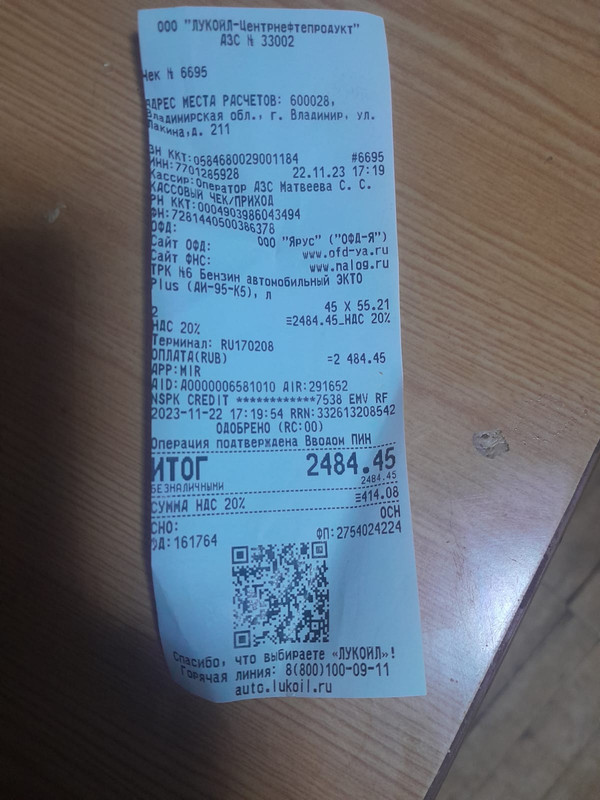 ООО "ЛУКОЙЛ-Центрнефтепродукт"
АЗС № 33002
Чек № 6695
АДРЕС МЕСТА РАСЧЕТОВ: 600028,
Владимирская обл., г. Владимир, ул.
Лакина,д. 211
ЗН ККТ:0584680029001184 #6695
ИНН:7701285928 22.11.23 17:19
Кассир:Оператор АЗС Матвеева С. С.
КАССОВЫЙ ЧЕК/ПРИХОД
РН ККТ:0004903986043494
ФН:7281440500386378
ОФД: ООО "Ярус" ("ОФД-Я")
Сайт ОФД: www.ofd-ya.ru
Сайт ФНС: www.nalog.ru
ТРК №6 Бензин автомобильный ЭКТО
Plus (АИ-95-К5), л
2 45 X 55.21
НДС 20% =2484.45_НДС 20%
Терминал: RU170208
ОПЛАТА(RUB) =2 484.45
APP:MIR
AID:A0000006581010 AIR:291652
NSPK CREDIT ************7538 EMV RF
2023-11-22 17:19:54 RRN:332613208542
ОДОБРЕНО (RC:00)
Операция подтверждена Вводом ПИН
ИТОГ 2484.45
БЕЗНАЛИЧНЫМИ 2484.45
СУММА НДС 20% =414.08
СНО: ОСН
ФД:161764 ФП:2754024224
Спасибо, что выбираете «ЛУКОЙЛ»!
Горячая линия: 8(800)100-09-11
auto.lukoil.ru